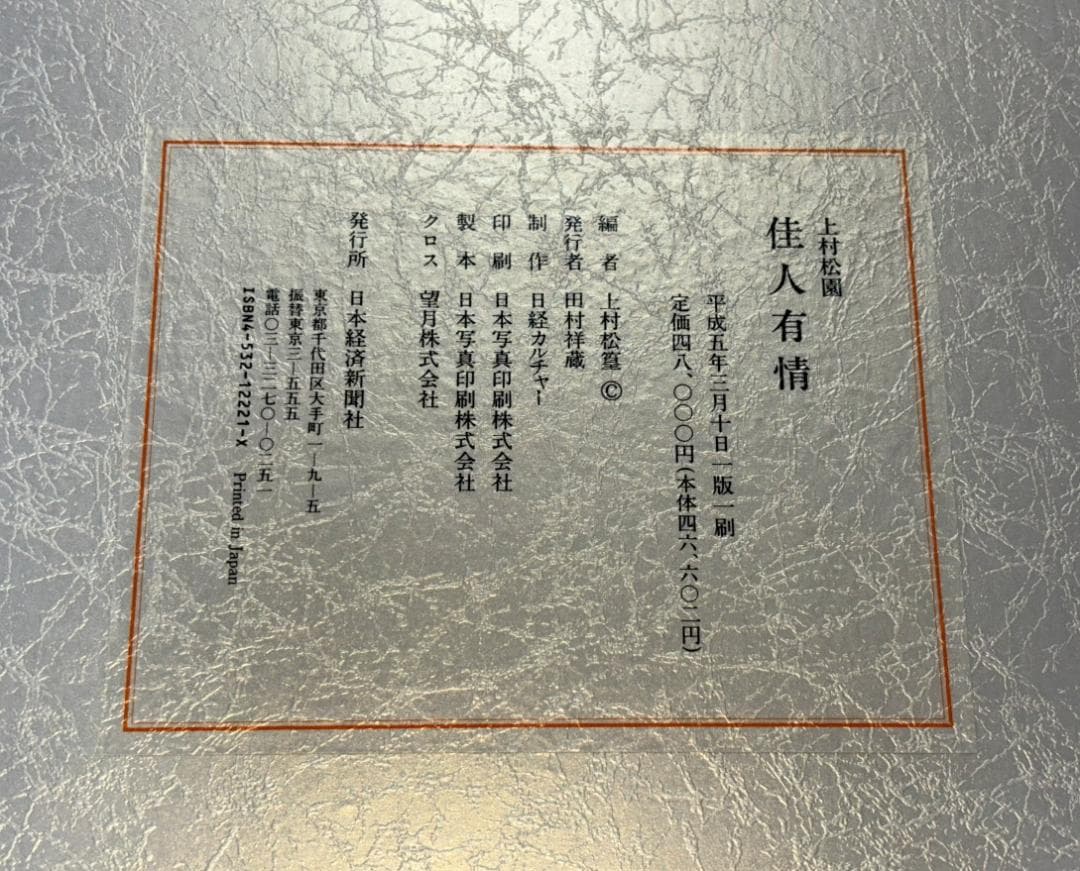 上村松園
佳人有情
平成五年三月十日一版一刷
定価四八、〇〇〇円(本体四六、六〇二円)
編者 上村松篁 ©
発行者 田村祥蔵
制作 日経カルチャー
印刷 日本写真印刷株式会社
製本 日本写真印刷株式会社
クロス 望月株式会社
発行所 日本経済新聞社
東京都千代田区大手町一―九―五
振替東京三―五五五
電話〇三―三二七〇―〇二五一
ISBN4-532-12221-X Printed in Japan